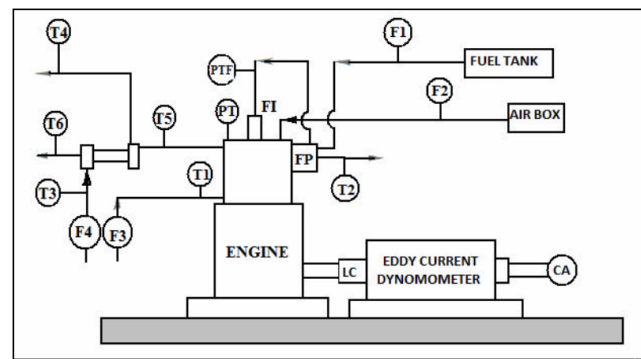 T4
F1
FUEL TANK
PTF
F2
FI
AIR BOX
T6
T5
PT
FP
T1
T2
T3
F4
F3
ENGINE
LC
EDDY CURRENT
DYNOMOMETER
CA